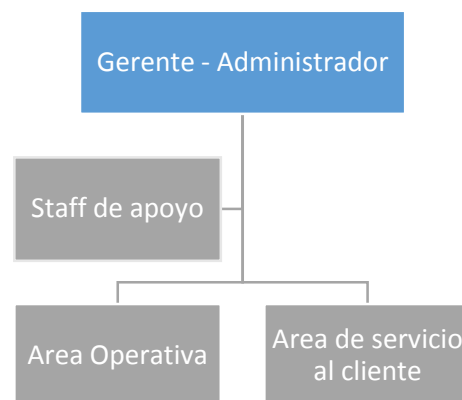 Gerente - Administrador
Staff de apoyo
Area Operativa
Area de servicio
al cliente